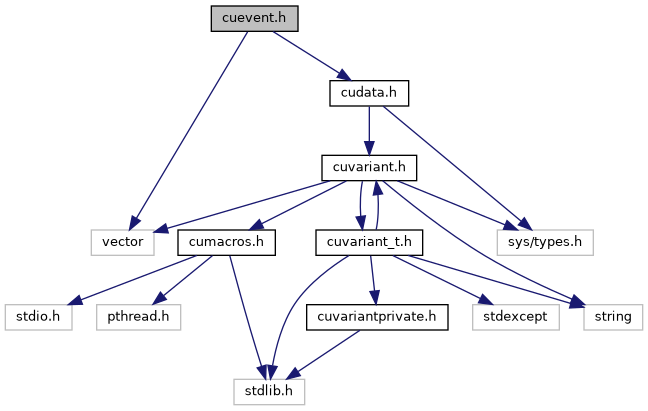 cuevent.h
cudata.h
cuvariant.h
vector
cumacros.h
cuvariant_t.h
sys/types.h
stdio.h
pthread.h
cuvariantprivate.h
stdexcept
string
stdlib.h